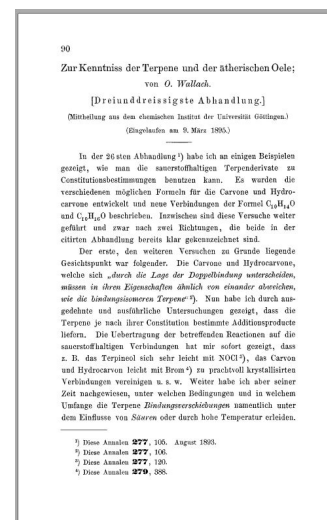 90
Zur Kenntniss der Terpene und der ätherischen Oele;
von O. Wallach.
[Dreiunddreissigste Abhandlung.]
(Mittheilung aus dem chemischen Institut der Universität Göttingen.)
(Eingelaufen am 9. März 1895.)
In der 26sten Abhandlung ¹) habe ich an einigen Beispielen
gezeigt, wie man die sauerstoffhaltigen Terpenderivate zu
Constitutionsbestimmungen benutzen kann. Es wurden die
verschiedenen möglichen Formeln für die Carvone und Hydro-
carvone entwickelt und neue Verbindungen der Formel C₁₀H₁₄O
und C₁₀H₁₆O beschrieben. Inzwischen sind diese Versuche weiter
geführt und zwar nach zwei Richtungen, die beide in der
citirten Abhandlung bereits klar gekennzeichnet sind.
Der erste, den weiteren Versuchen zu Grande liegende
Gesichtspunkt war folgender. Die Carvone und Hydrocarvone,
welche sich „durch die Lage der Doppelbindung unterscheiden,
müssen in ihren Eigenschaften ähnlich von einander abweichen,
wie die bindungsisomeren Terpene“ ²). Nun habe ich durch aus-
gedehnte und ausführliche Untersuchungen gezeigt, dass die
Terpene je nach ihrer Constitution bestimmte Additionsproducte
liefern. Die Uebertragung der betreffenden Reactionen auf die
sauerstoffhaltigen Verbindungen hat mir sofort gezeigt, dass
z. B. das Terpineol sich sehr leicht mit NOCl ³), das Carvon
und Hydrocarvon leicht mit Brom ⁴) zu prachtvoll krystallisirten
Verbindungen vereinigen u. s. w. Weiter habe ich aber seiner
Zeit nachgewiesen, unter welchen Bedingungen und in welchem
Umfange die Terpene Bindungsverschiebungen namentlich unter
dem Einflusse von Säuren oder durch hohe Temperatur erleiden.
¹) Diese Annalen 277, 105. August 1893.
²) Diese Annalen 277, 106.
³) Diese Annalen 277, 120.
⁴) Diese Annalen 279, 388.